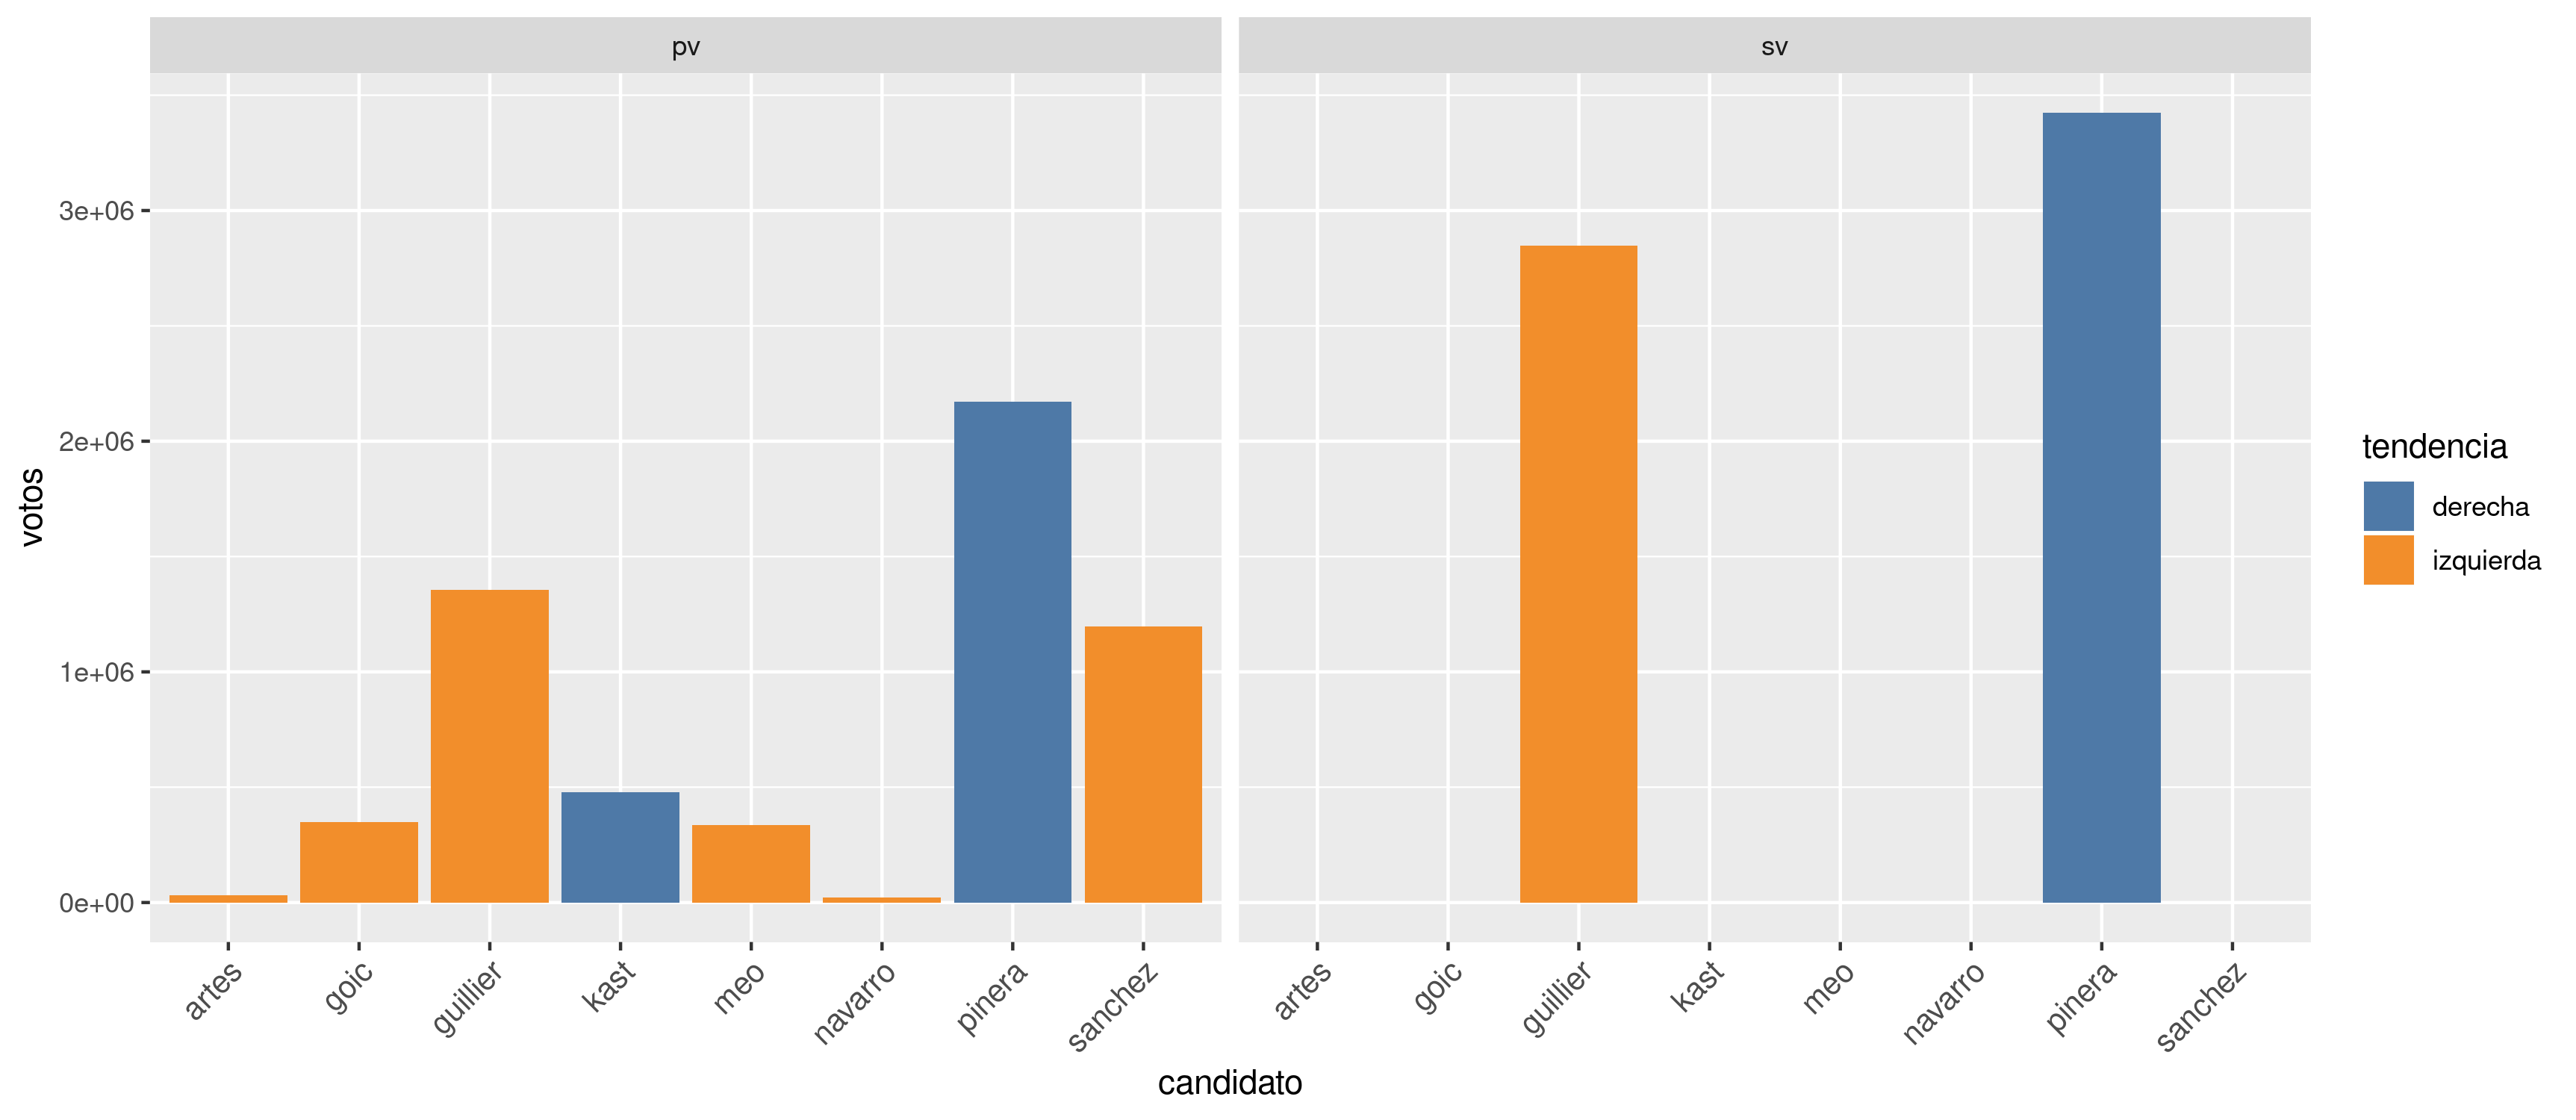 pv
sv
votos
3e+06
2e+06
1e+06
0e+00
artes
goic
guillier
kast
meo
navarro
pinera
sanchez
artes
goic
guillier
kast
meo
navarro
pinera
sanchez
candidato
tendencia
derecha
izquierda